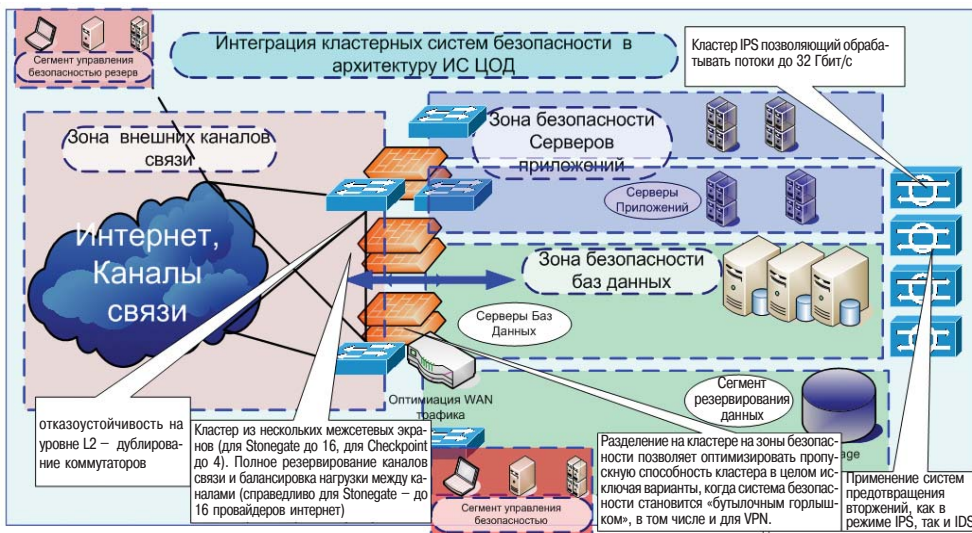 Сегмент управления
безопасностью резерв
Интеграция кластерных систем безопасности в
архитектуру ИС ЦОД
Кластер IPS позволяющий обраба-
тывать потоки до 32 Гбит/с
Зона внешних каналов
связи
Зона безопасности
Серверов
приложений
Серверы
Приложений
Интернет,
Каналы
связи
Зона безопасности
баз данных
Серверы Баз
Данных
Оптимиация WAN
трафика
Сегмент
резервирования
данных
отказоустойчивость на
уровне L2 – дублирова-
ние коммутаторов
Кластер из нескольких межсетевых экра-
нов (для Stonegate до 16, для Checkpoint
до 4). Полное резервирование каналов
связи и балансировка нагрузки между ка-
налами (справедливо для Stonegate – до
16 провайдеров интернет)
Разделение на кластере на зоны безопас-
ности позволяет оптимизировать пропу-
скную способность кластера в целом ис-
ключая варианты, когда система безопас-
ности становится «бутылочным горлыш-
ком», в том числе и для VPN.
Применение систем
предотвращения
вторжений, как в
режиме IPS, так и IDS
Сегмент управления
безопасностью